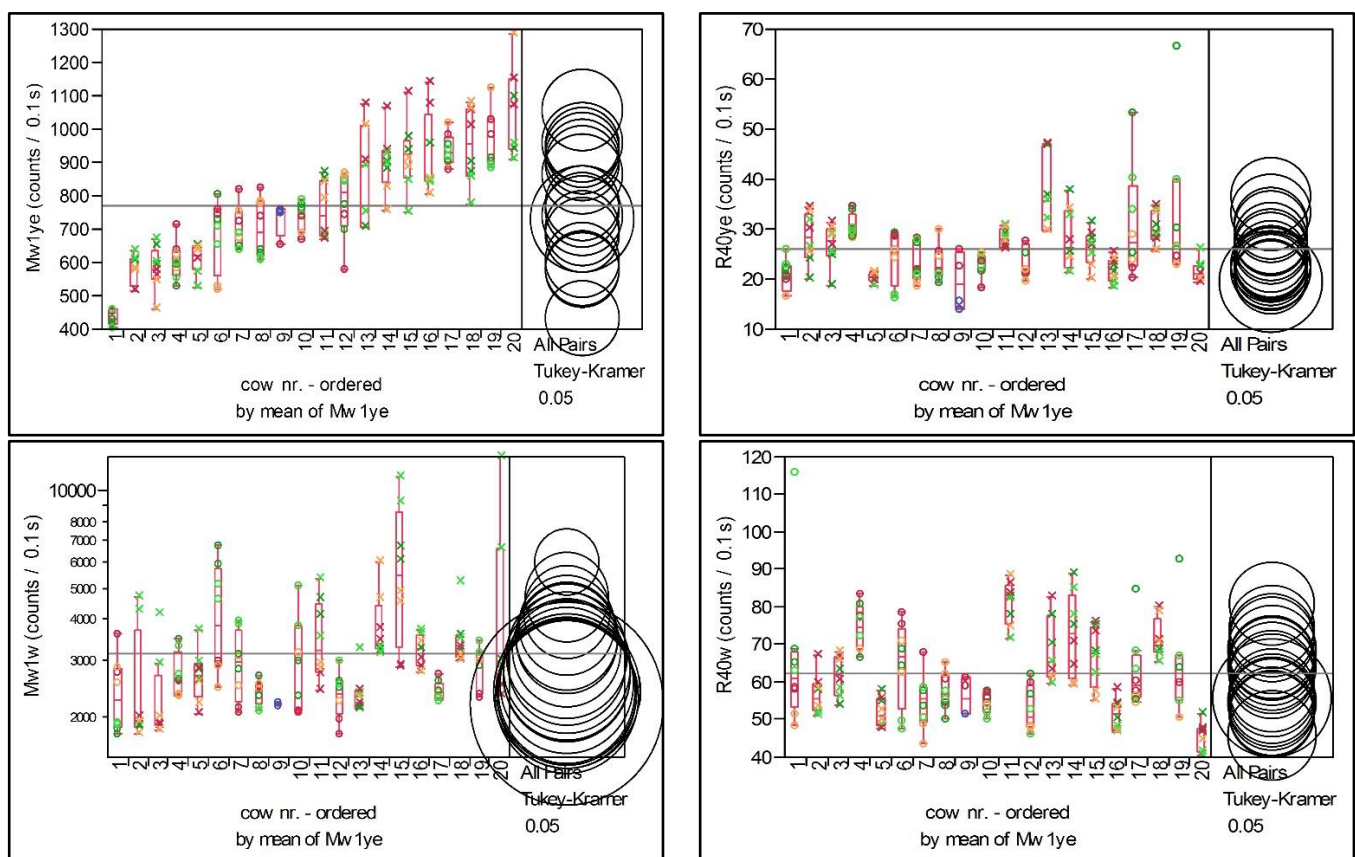 1300
1200
1100
1000
900
800
700
600
500
400
Mw1ye (counts / 0.1 s)
1 2 3 4 5 6 7 8 9 10 11 12 13 14 15 16 17 18 19 20
All Pairs
Tukey-Kramer
0.05
cow nr. - ordered
by mean of Mw 1ye
70
60
50
40
30
20
10
R40ye (counts / 0.1 s)
1 2 3 4 5 6 7 8 9 10 11 12 13 14 15 16 17 18 19 20
All Pairs
Tukey-Kramer
0.05
cow nr. - ordered
by mean of Mw 1ye
10000
8000
7000
6000
5000
4000
3000
2000
Mw1w (counts / 0.1 s)
1 2 3 4 5 6 7 8 9 10 11 12 13 14 15 16 17 18 19 20
All Pairs
Tukey-Kramer
0.05
cow nr. - ordered
by mean of Mw 1ye
120
110
100
90
80
70
60
50
40
R40w (counts / 0.1 s)
1 2 3 4 5 6 7 8 9 10 11 12 13 14 15 16 17 18 19 20
All Pairs
Tukey-Kramer
0.05
cow nr. - ordered
by mean of Mw 1ye